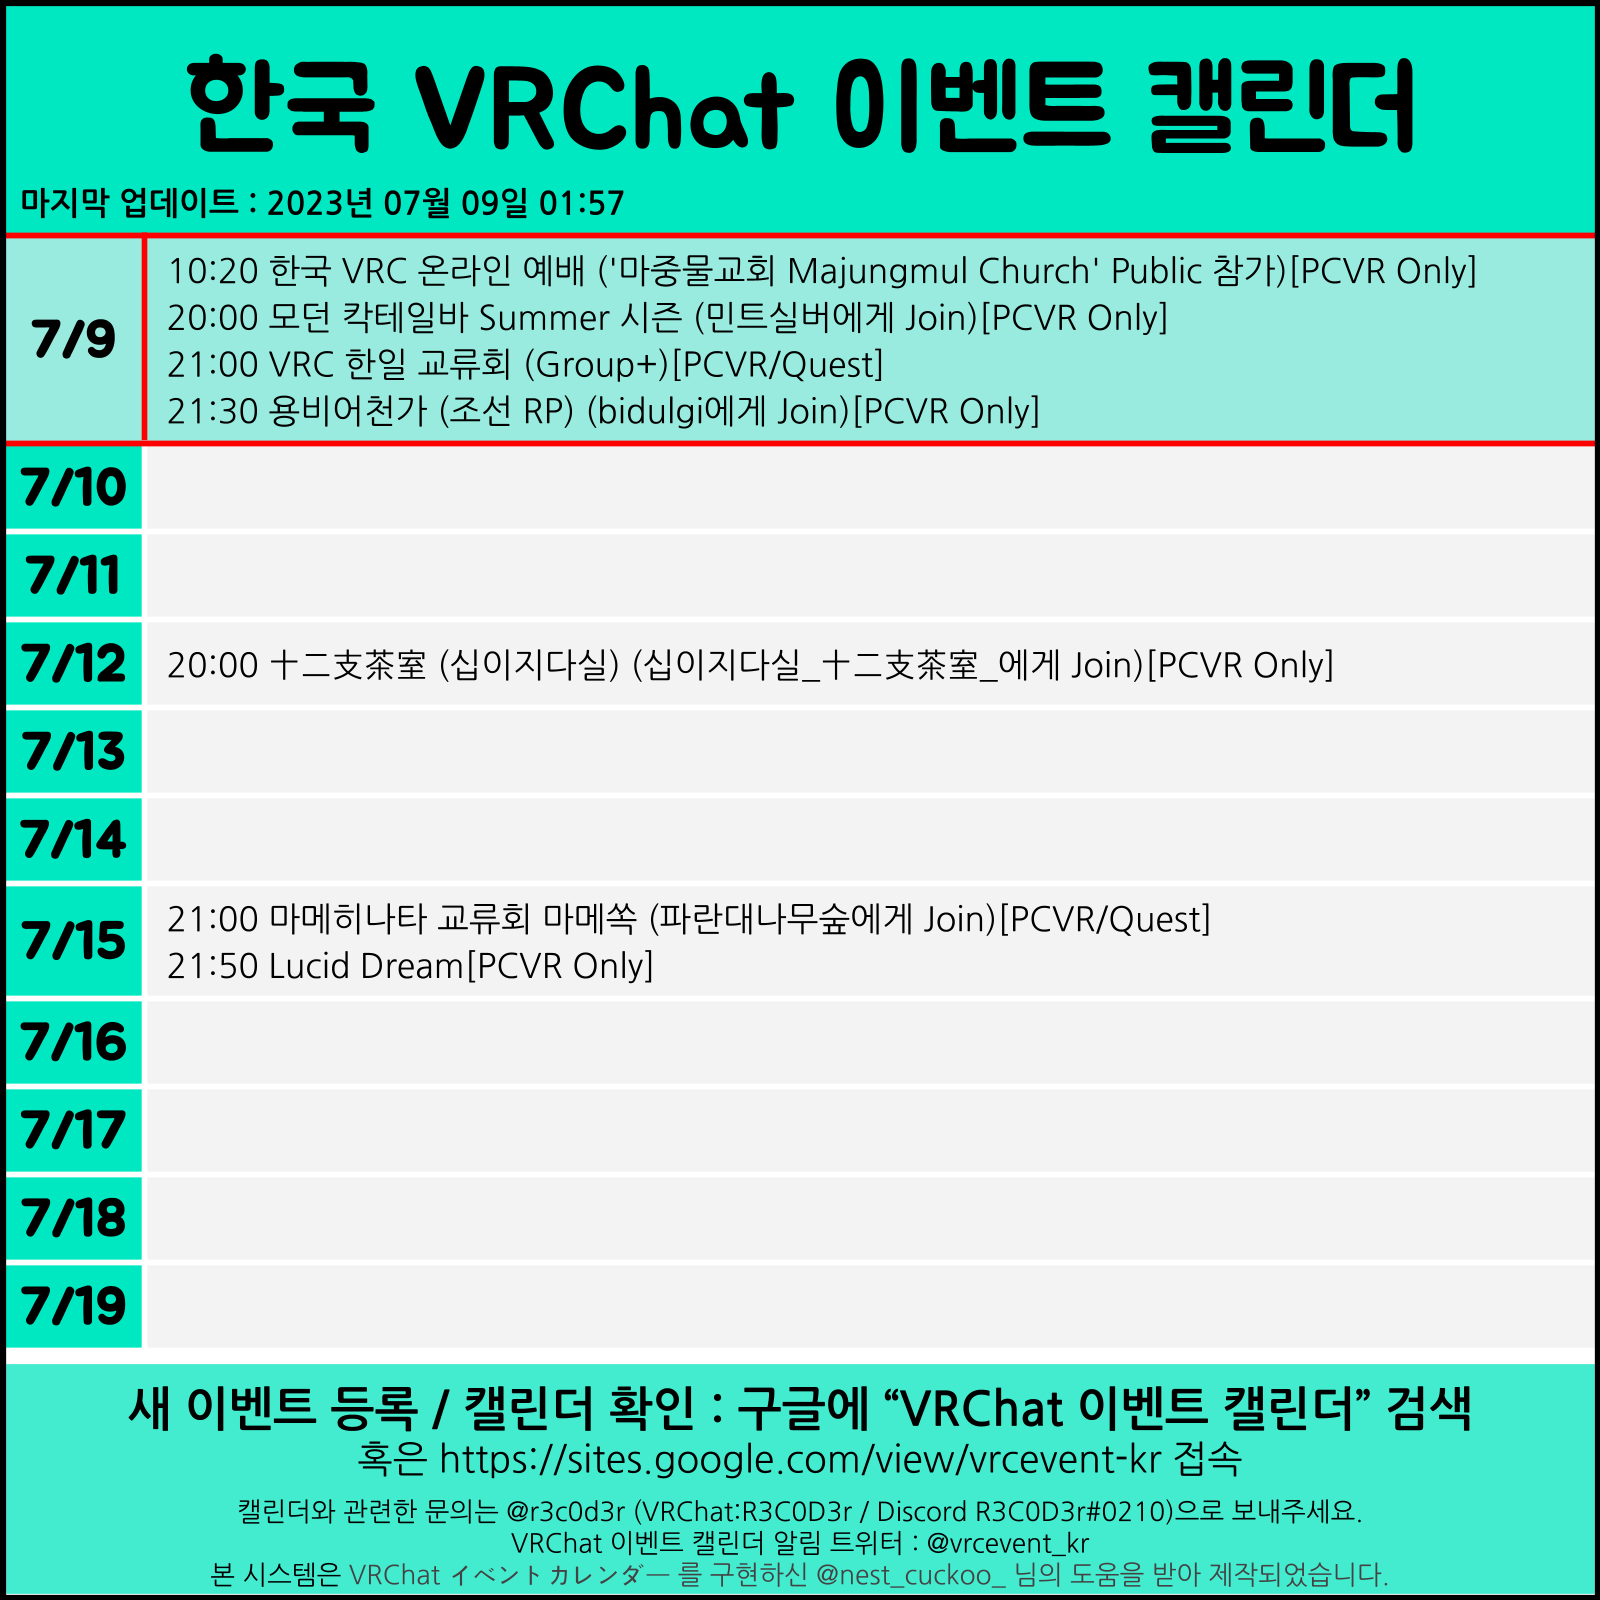 한국 VRChat 이벤트 캘린더
마지막 업데이트 : 2023년 07월 09일 01:57
7/9
10:20 한국 VRC 온라인 예배 ('마중물교회 Majungmul Church' Public 참가)[PCVR Only]
20:00 모던 칵테일바 Summer 시즌 (민트실버에게 Join)[PCVR Only]
21:00 VRC 한일 교류회 (Group+)[PCVR/Quest]
21:30 용비어천가 (조선 RP) (bidulgi에게 Join)[PCVR Only]
7/10
7/11
7/12
20:00 十二支茶室 (십이지다실) (십이지다실_十二支茶室_에게 Join)[PCVR Only]
7/13
7/14
7/15
21:00 마메히나타 교류회 마메쏙 (파란대나무숲에게 Join)[PCVR/Quest]
21:50 Lucid Dream[PCVR Only]
7/16
7/17
7/18
7/19
새 이벤트 등록 / 캘린더 확인 : 구글에 “VRChat 이벤트 캘린더” 검색
혹은 https://sites.google.com/view/vrcevent-kr 접속
캘린더와 관련한 문의는 @r3c0d3r (VRChat:R3C0D3r / Discord R3C0D3r#0210)으로 보내주세요.
VRChat 이벤트 캘린더 알림 트위터 : @vrcevent_kr
본 시스템은 VRChat イベントカレンダー 를 구현하신 @nest_cuckoo_ 님의 도움을 받아 제작되었습니다.